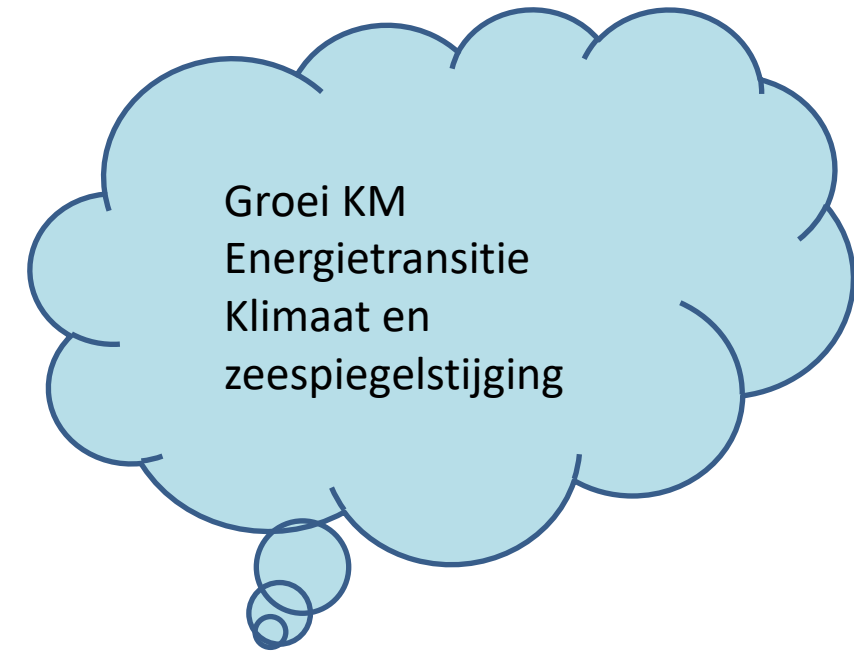 Groei KM
Energietransitie
Klimaat en
zeespiegelstijging